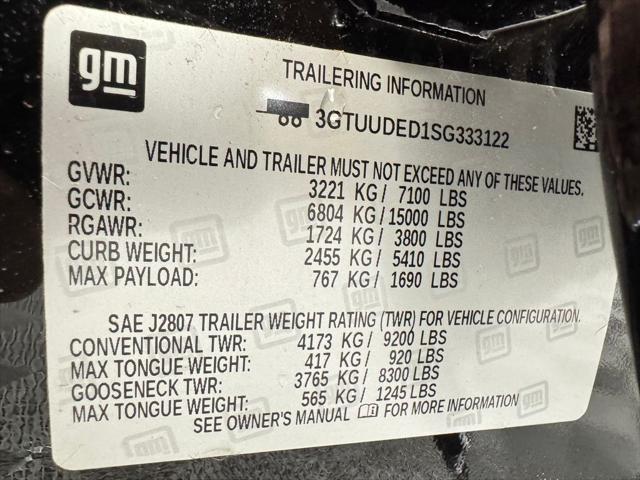 gm
TRAILERING INFORMATION
3GTUUDED1SG333122
VEHICLE AND TRAILER MUST NOT EXCEED ANY OF THESE VALUES.
GVWR: 3221 KG / 7100 LBS
GCWR: 6804 KG / 15000 LBS
RGAWR: 1724 KG / 3800 LBS
CURB WEIGHT: 2455 KG / 5410 LBS
MAX PAYLOAD: 767 KG / 1690 LBS
SAE J2807 TRAILER WEIGHT RATING (TWR) FOR VEHICLE CONFIGURATION.
CONVENTIONAL TWR: 4173 KG / 9200 LBS
MAX TONGUE WEIGHT: 417 KG / 920 LBS
GOOSENECK TWR: 3765 KG / 8300 LBS
MAX TONGUE WEIGHT: 565 KG / 1245 LBS
SEE OWNER'S MANUAL FOR MORE INFORMATION